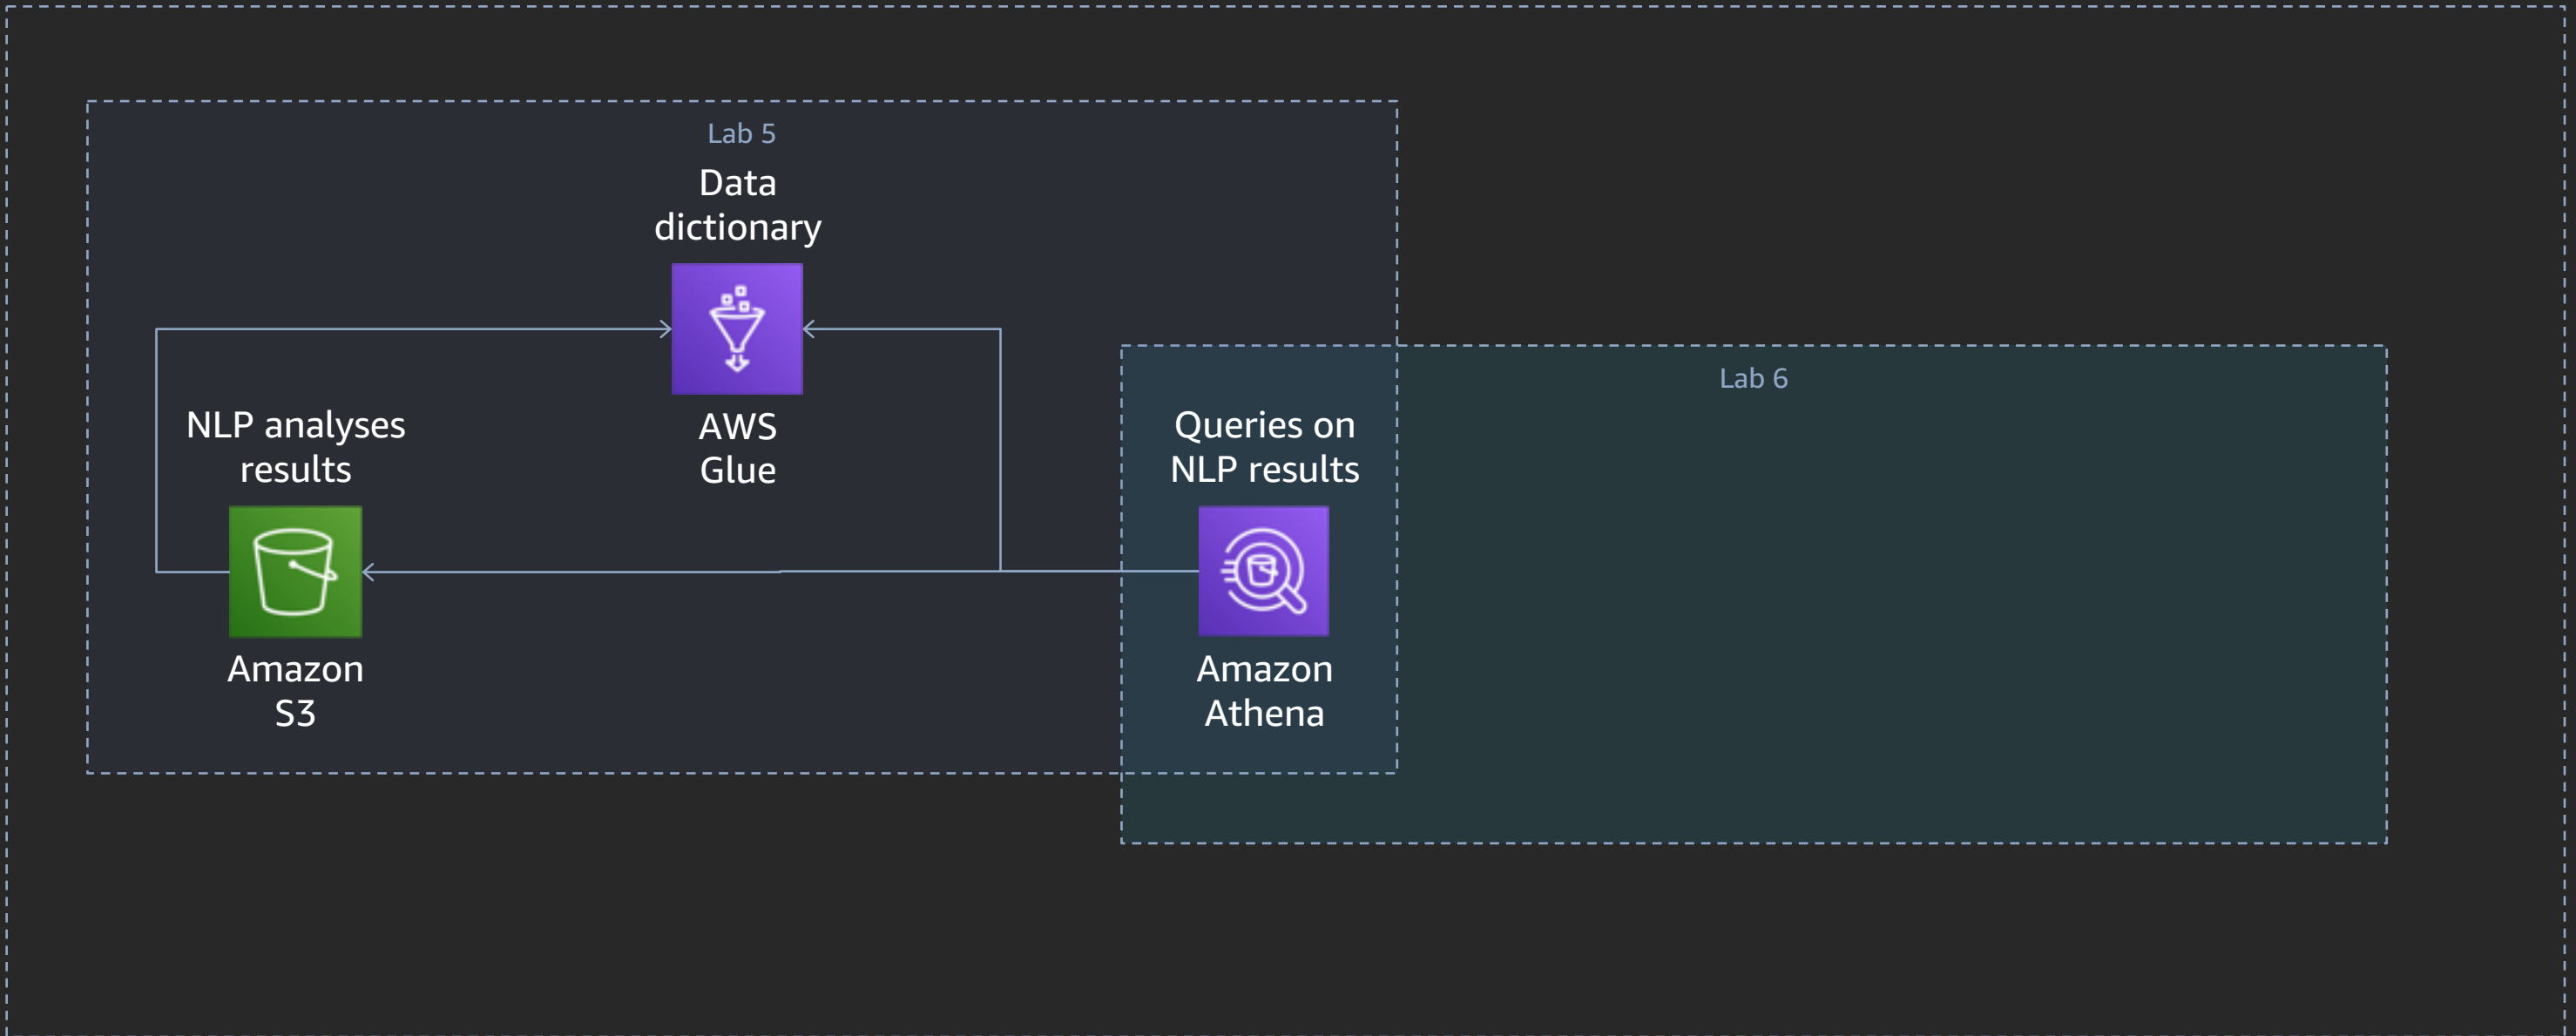 Lab 5
Data
dictionary
AWS
Glue
NLP analyses
results
Amazon
S3
Lab 6
Queries on
NLP results
Amazon
Athena